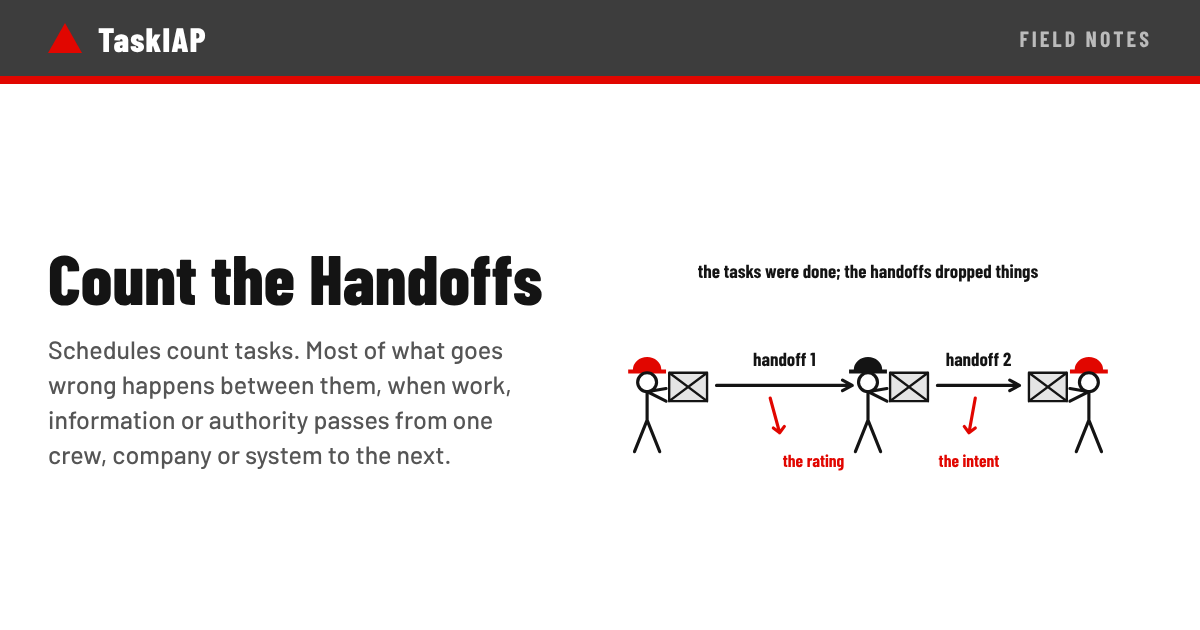 TaskIAP
FIELD NOTES
Count the Handoffs
Schedules count tasks. Most of what goes
wrong happens between them, when work,
information or authority passes from one
crew, company or system to the next.
the tasks were done; the handoffs dropped things
handoff 1
handoff 2
the rating
the intent